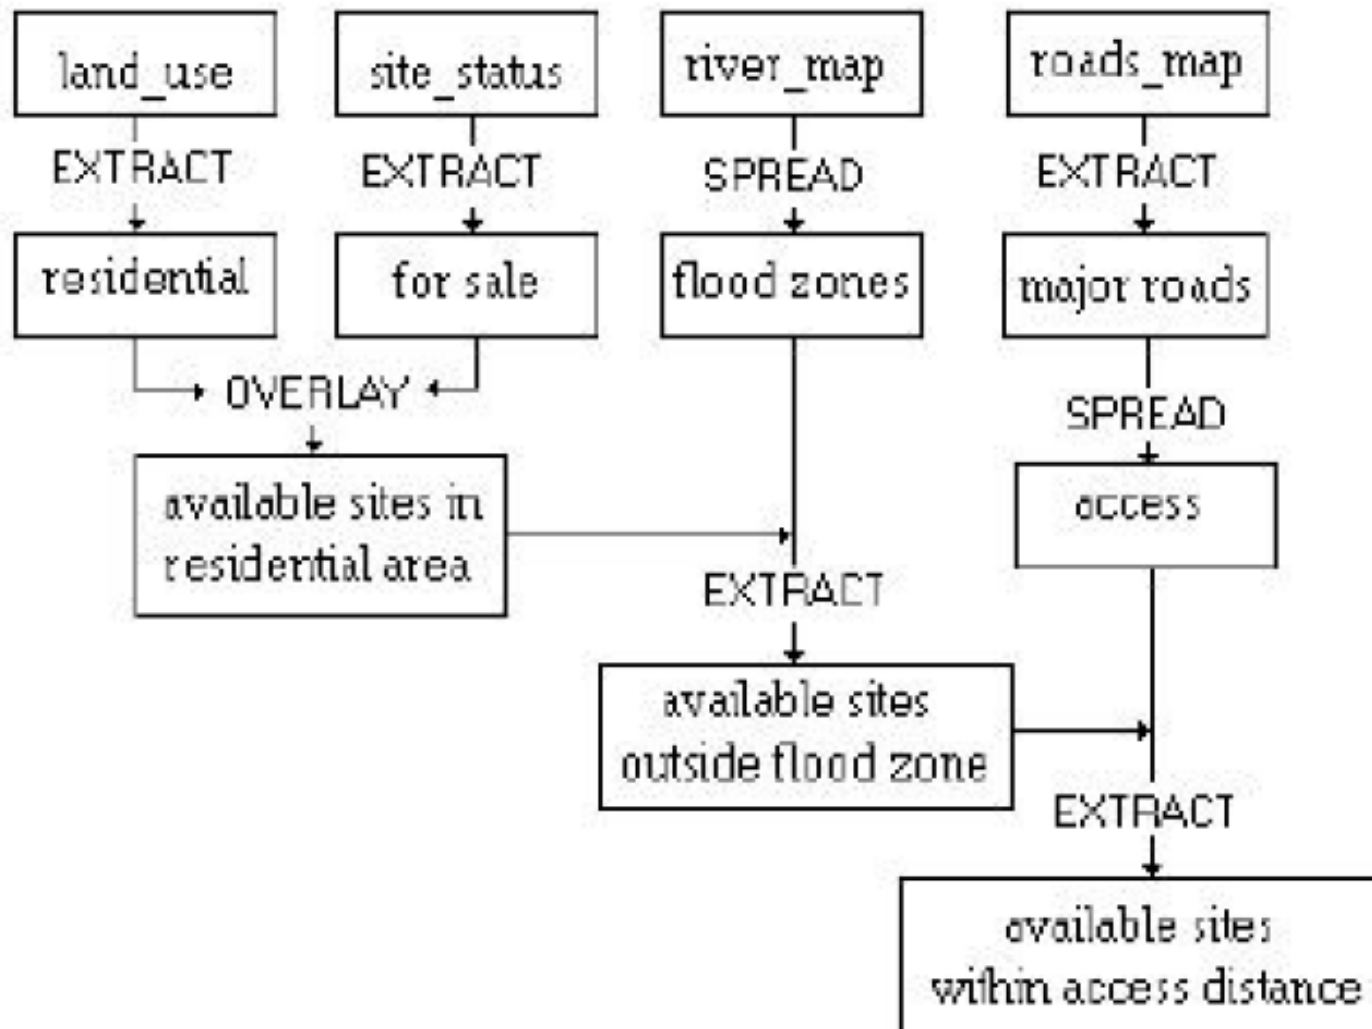 land_use
site_status
river_map
roads_map
EXTRACT
EXTRACT
SPREAD
EXTRACT
residential
for sale
flood zones
major roads
OVERLAY
SPREAD
available sites in
residential area
access
EXTRACT
available sites
outside flood zone
EXTRACT
available sites
within access distance